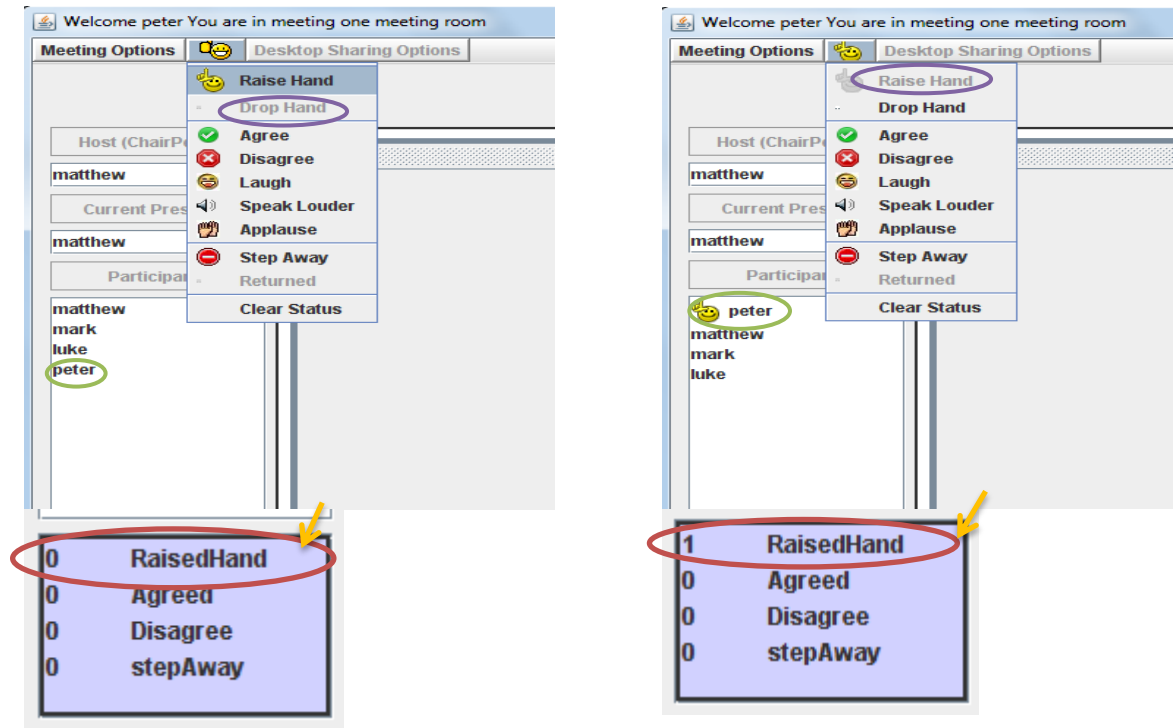 Welcome peter You are in meeting one meeting room
Meeting Options Desktop Sharing Options
Raise Hand
Drop Hand
Agree
Disagree
Laugh
Speak Louder
Applause
Step Away
Returned
Clear Status
Host (ChairPe
matthew
Current Pres
matthew
Participa
matthew
mark
luke
peter
0 RaisedHand
0 Agreed
0 Disagree
0 stepAway
Welcome peter You are in meeting one meeting room
Meeting Options Desktop Sharing Options
Raise Hand
Drop Hand
Agree
Disagree
Laugh
Speak Louder
Applause
Step Away
Returned
Clear Status
Host (ChairPe
matthew
Current Pres
matthew
Participa
peter
matthew
mark
luke
1 RaisedHand
0 Agreed
0 Disagree
0 stepAway